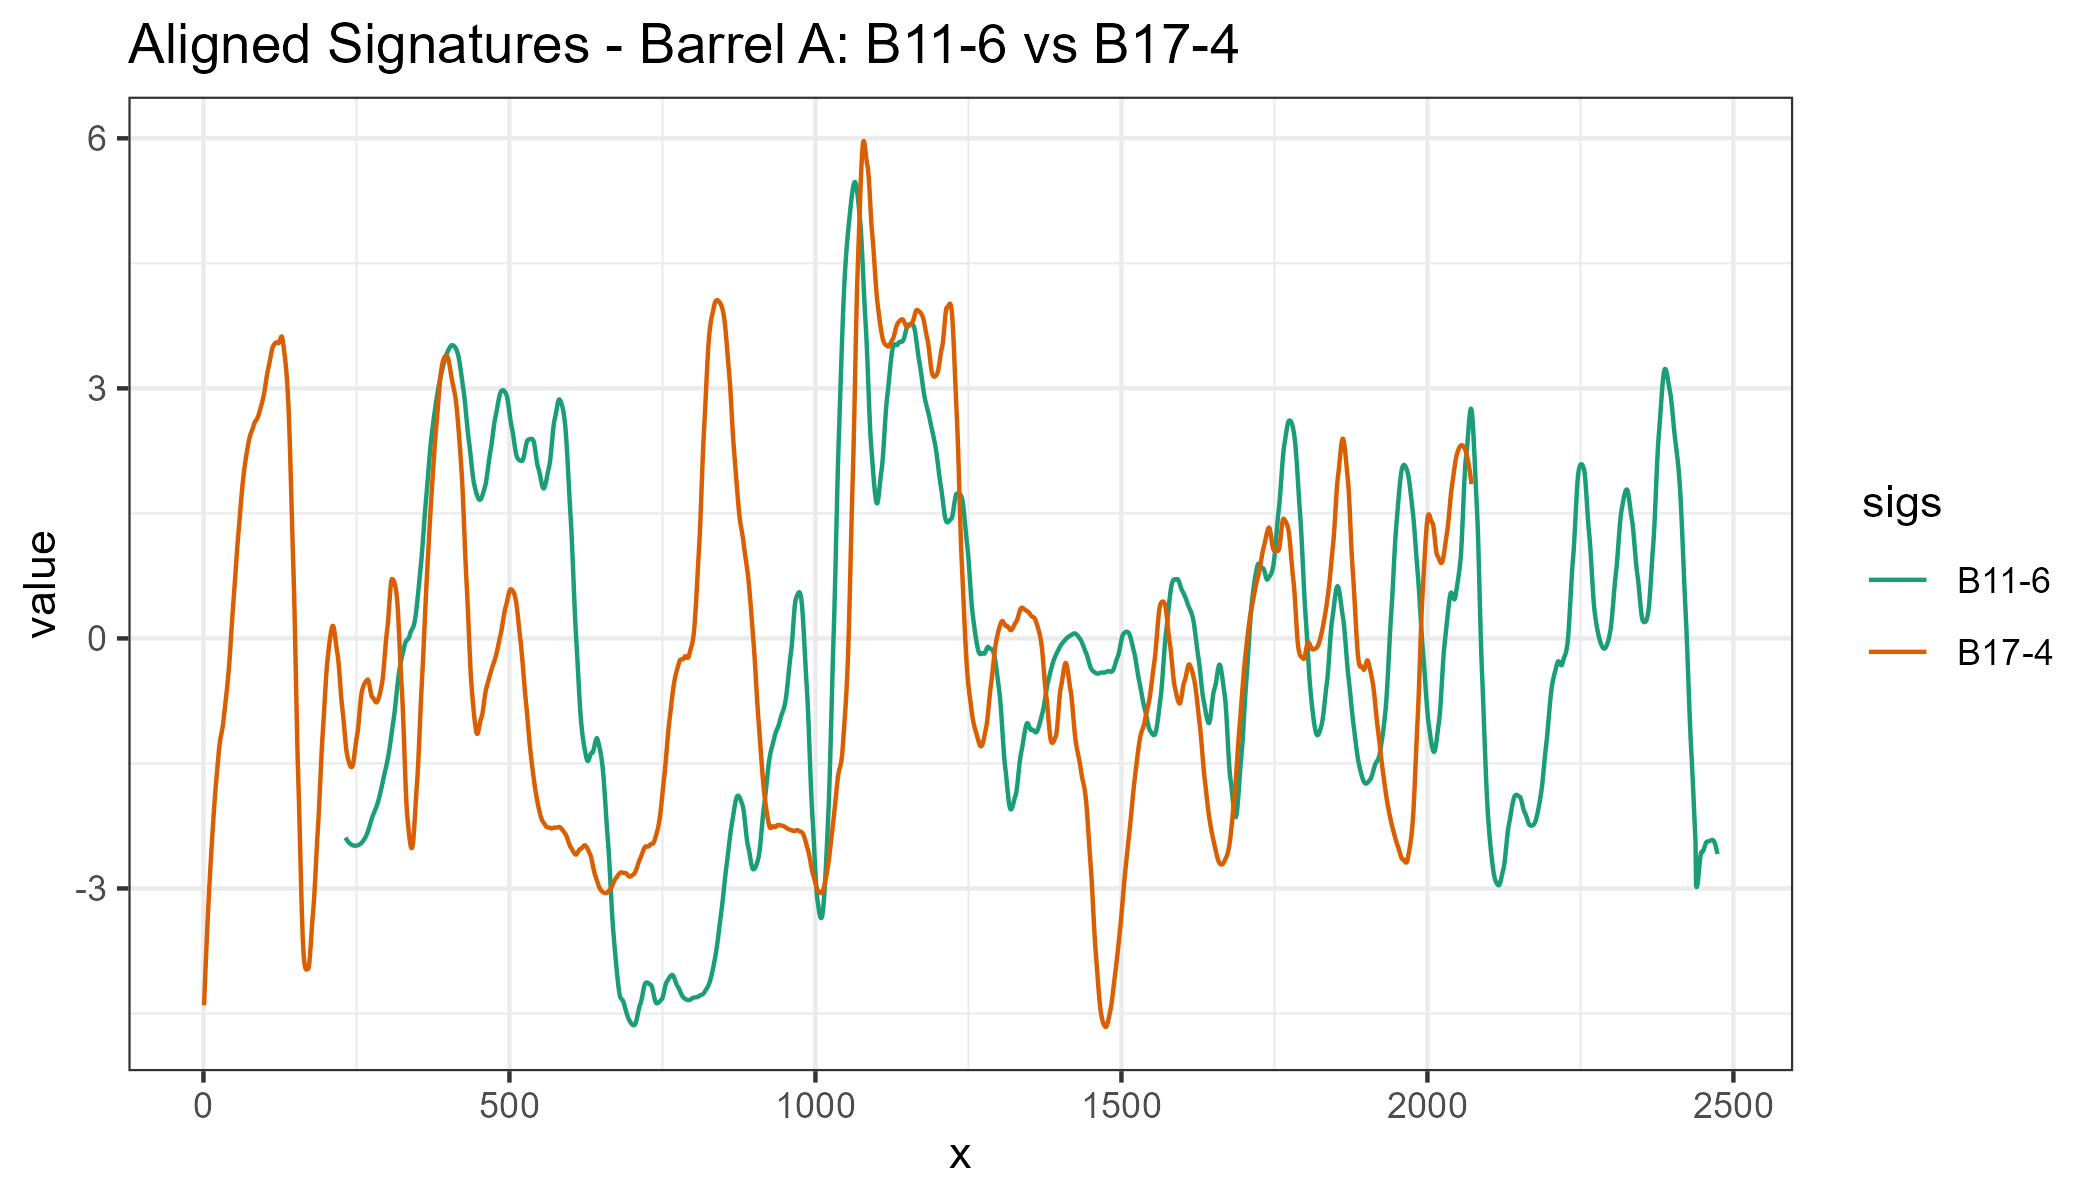 Aligned Signatures - Barrel A: B11-6 vs B17-4
value
6
3
0
-3
0
500
1000
1500
2000
2500
x
sigs
B11-6
B17-4